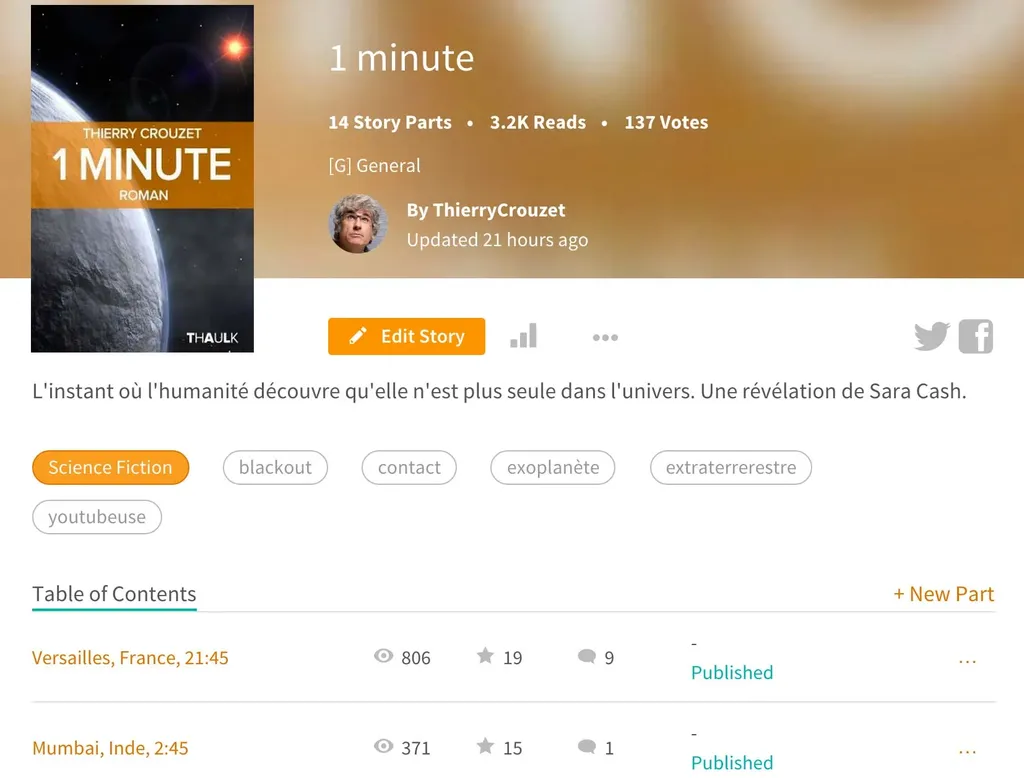 THIERRY CROUZET
1 MINUTE
ROMAN
THAULK
1 minute
14 Story Parts • 3.2K Reads • 137 Votes
[G] General
By ThierryCrouzet
Updated 21 hours ago
Edit Story
L'instant où l'humanité découvre qu'elle n'est plus seule dans l'univers. Une révélation de Sara Cash.
Science Fiction blackout contact exoplanète extraterrerestre
youtubeuse
Table of Contents + New Part
Versailles, France, 21:45 806 19 9 - Published ...
Mumbai, Inde, 2:45 371 15 1 - Published ...